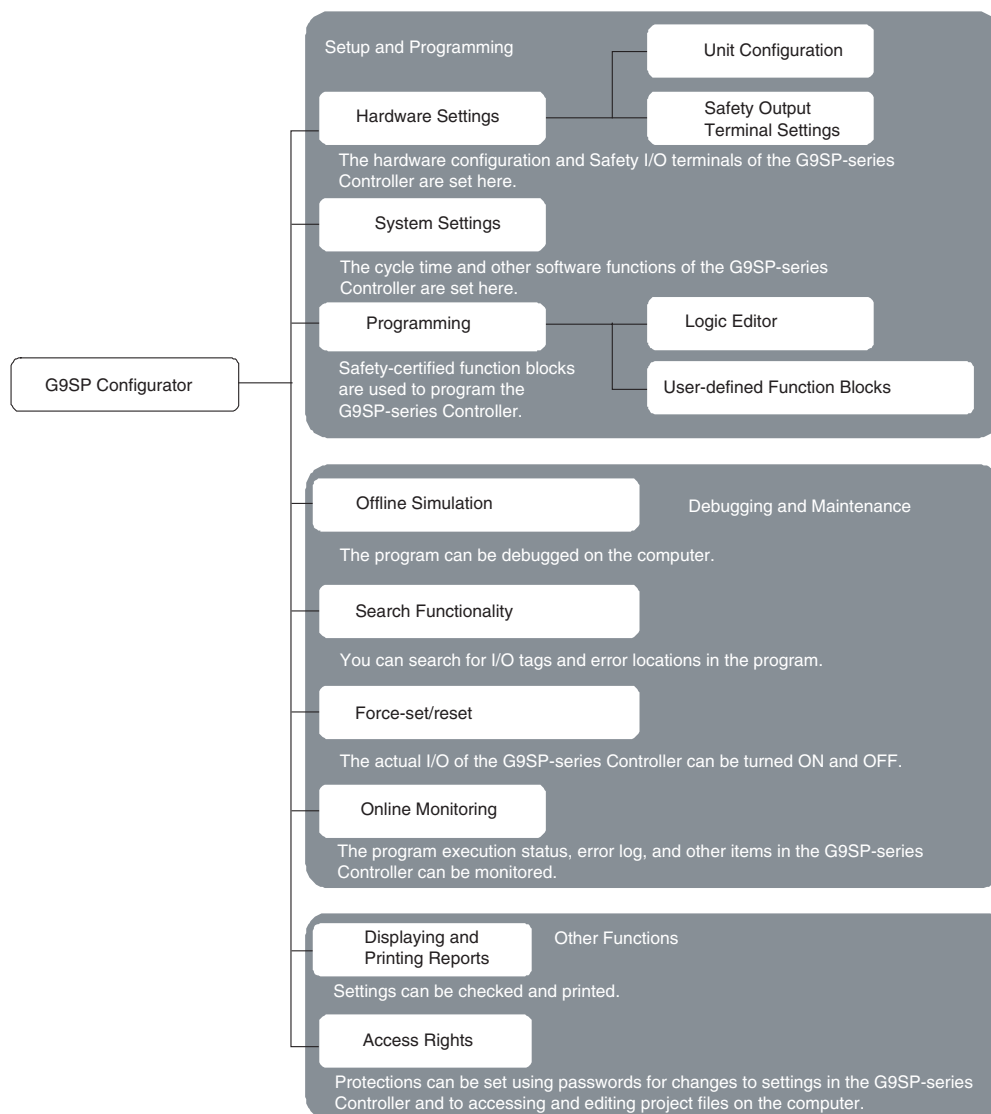 Setup and Programming
Unit Configuration
Hardware Settings
Safety Output
Terminal Settings
The hardware configuration and Safety I/O terminals of the G9SP-series
Controller are set here.
System Settings
The cycle time and other software functions of the G9SP-series
Controller are set here.
Programming
Logic Editor
Safety-certified function blocks
are used to program the
G9SP-series Controller.
User-defined Function Blocks
G9SP Configurator
Offline Simulation
Debugging and Maintenance
The program can be debugged on the computer.
Search Functionality
You can search for I/O tags and error locations in the program.
Force-set/reset
The actual I/O of the G9SP-series Controller can be turned ON and OFF.
Online Monitoring
The program execution status, error log, and other items in the G9SP-series
Controller can be monitored.
Displaying and
Printing Reports
Other Functions
Settings can be checked and printed.
Access Rights
Protections can be set using passwords for changes to settings in the G9SP-series
Controller and to accessing and editing project files on the computer.